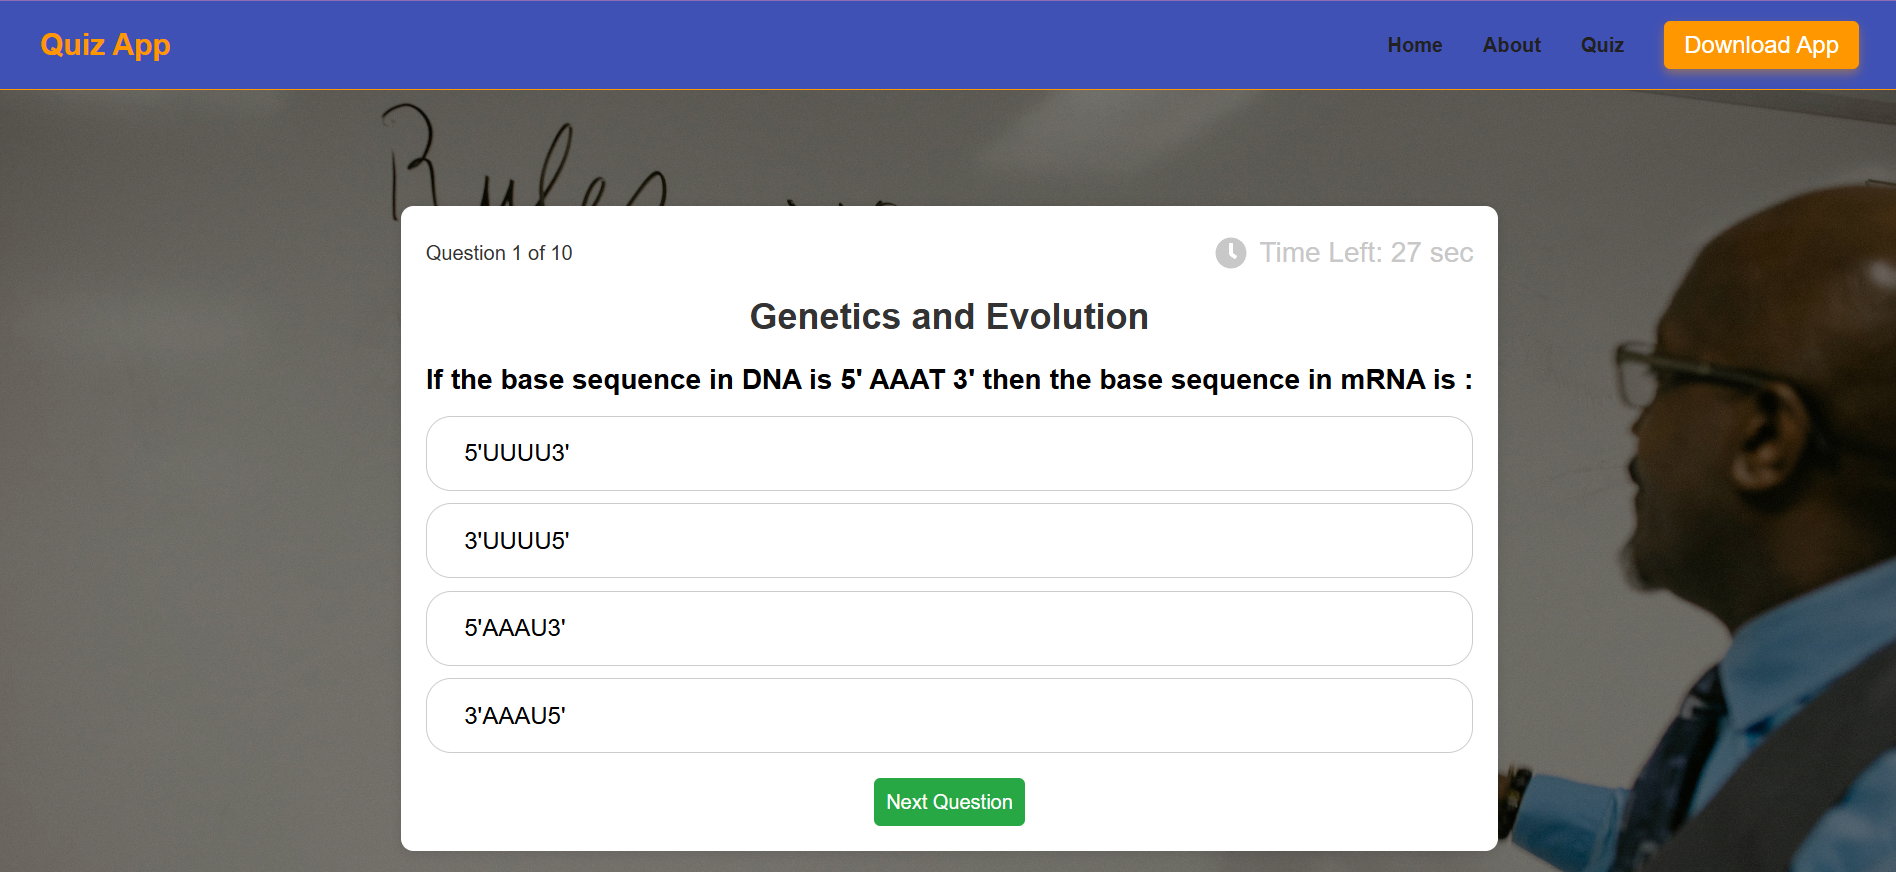 Quiz App
Home
About
Quiz
Download App
Rules
Question 1 of 10
Time Left: 27 sec
Genetics and Evolution
If the base sequence in DNA is 5' AAAT 3' then the base sequence in mRNA is :
5'UUUU3'
3'UUUU5'
5'AAAU3'
3'AAAU5'
Next Question